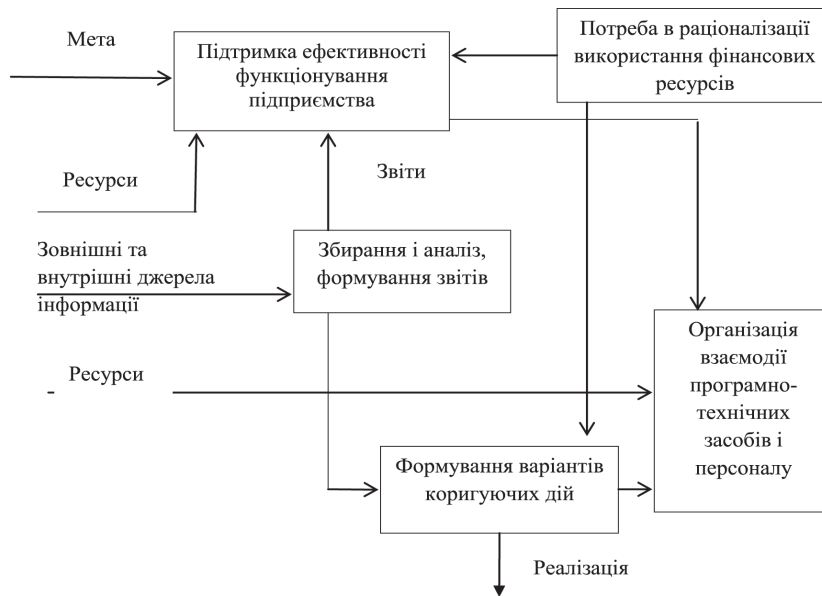 Мета
Підтримка ефективності
функціонування
підприємства
Потреба в раціоналізації
використання фінансових
ресурсів
Ресурси
Звіти
Зовнішні та
внутрішні джерела
інформації
Збирання і аналіз,
формування звітів
Ресурси
Організація
взаємодії
програмно-
технічних
засобів і
персоналу
Формування варіантів
коригуючих дій
Реалізація